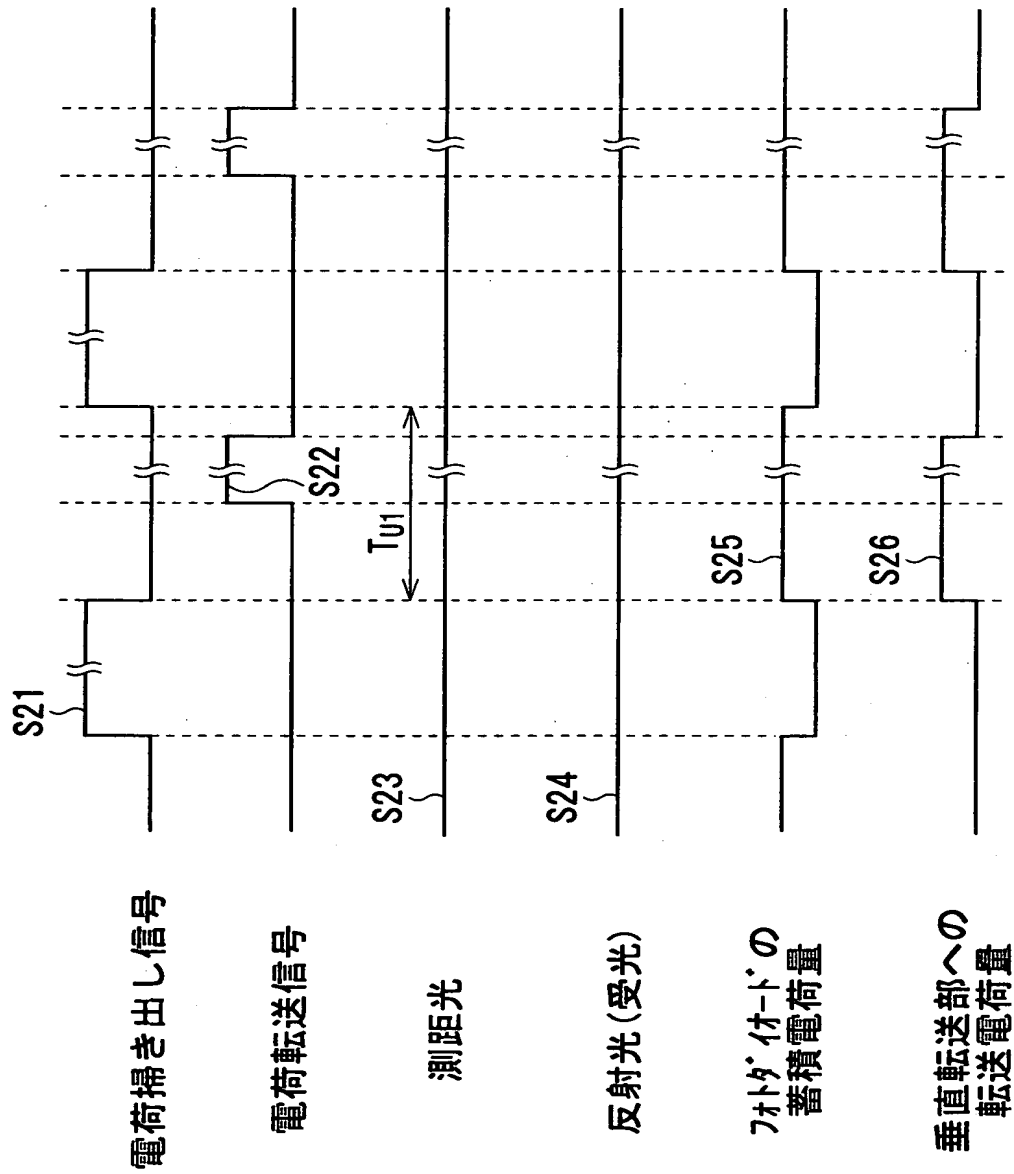 電荷掃き出し信号
S21
電荷転送信号
S22
TU1
測距光
S23
反射光(受光)
S24
フォトダイオードの
蓄積電荷量
S25
垂直転送部への
転送電荷量
S26